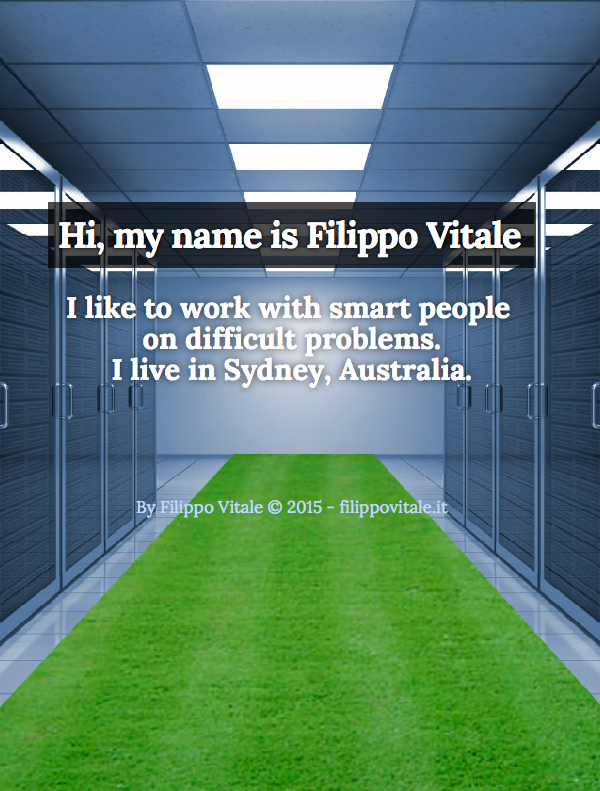 Hi, my name is Filippo Vitale
I like to work with smart people
on difficult problems.
I live in Sydney, Australia.
By Filippo Vitale © 2015 - filippovitale.it